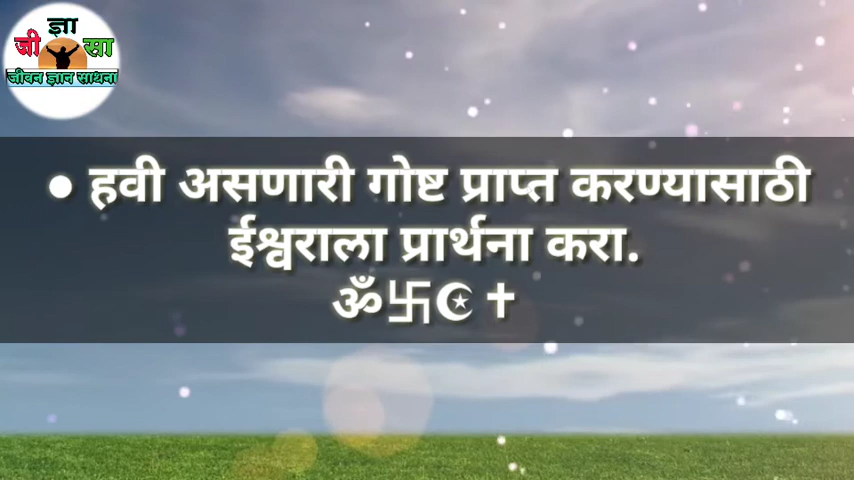 ज्ञा
जी सा
जीवन ज्ञान साधना
● हवी असणारी गोष्ट प्राप्त करण्यासाठी
ईश्वराला प्रार्थना करा.
ॐ卐☪✝